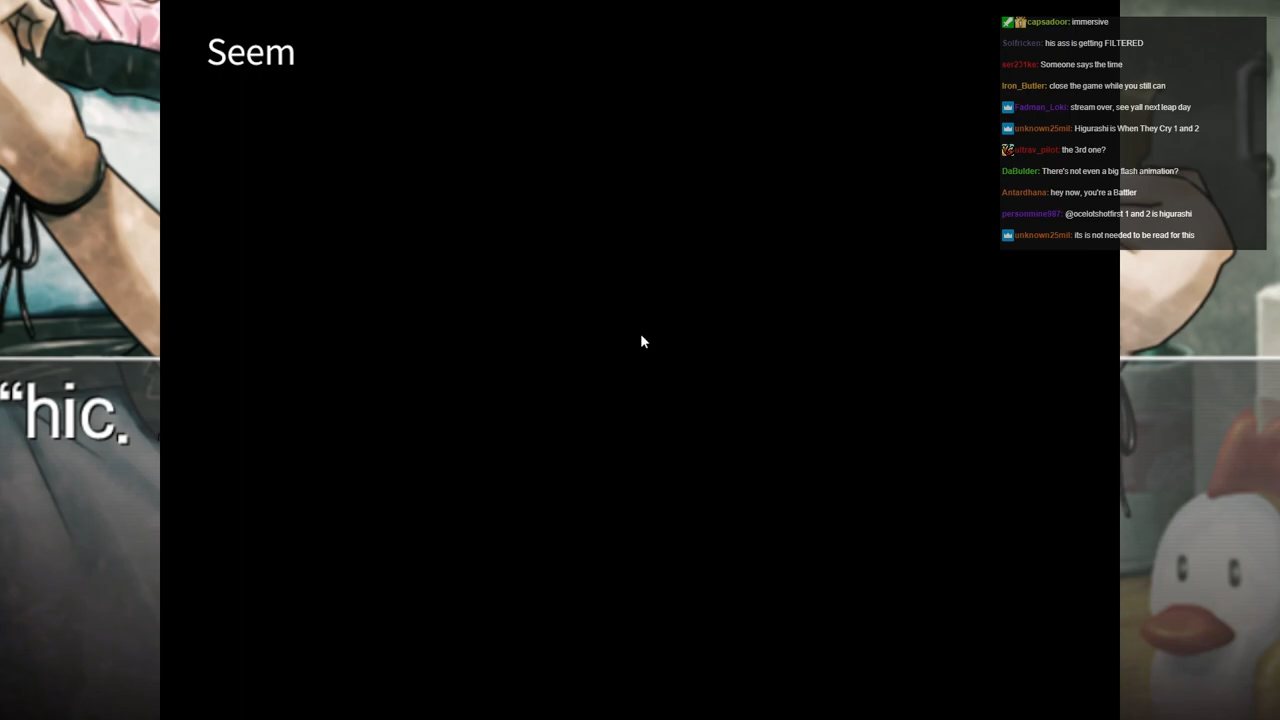 Seem
“hic.
capsadoor: immersive
Solfricken: his ass is getting FILTERED
ser231ke: Someone says the time
Iron_Butler: close the game while you still can
Fadman_Loki: stream over, see yall next leap day
unknown25mil: Higurashi is When They Cry 1 and 2
ultrav_pilot: the 3rd one?
DaBulder: There's not even a big flash animation?
Antardhana: hey now, you're a Battler
personmine987: @ocelotshotfirst 1 and 2 is higurashi
unknown25mil: its is not needed to be read for this